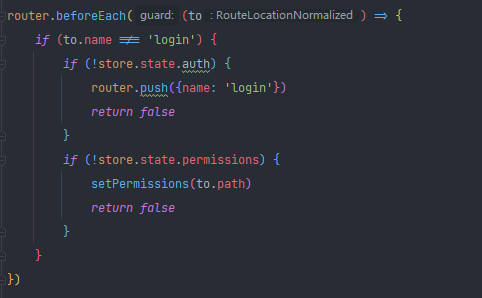 router.beforeEach( guard: (to : RouteLocationNormalized ) => {
if (to.name !== 'login') {
if (!store.state.auth) {
router.push({name: 'login'})
return false
}
if (!store.state.permissions) {
setPermissions(to.path)
return false
}
}
})